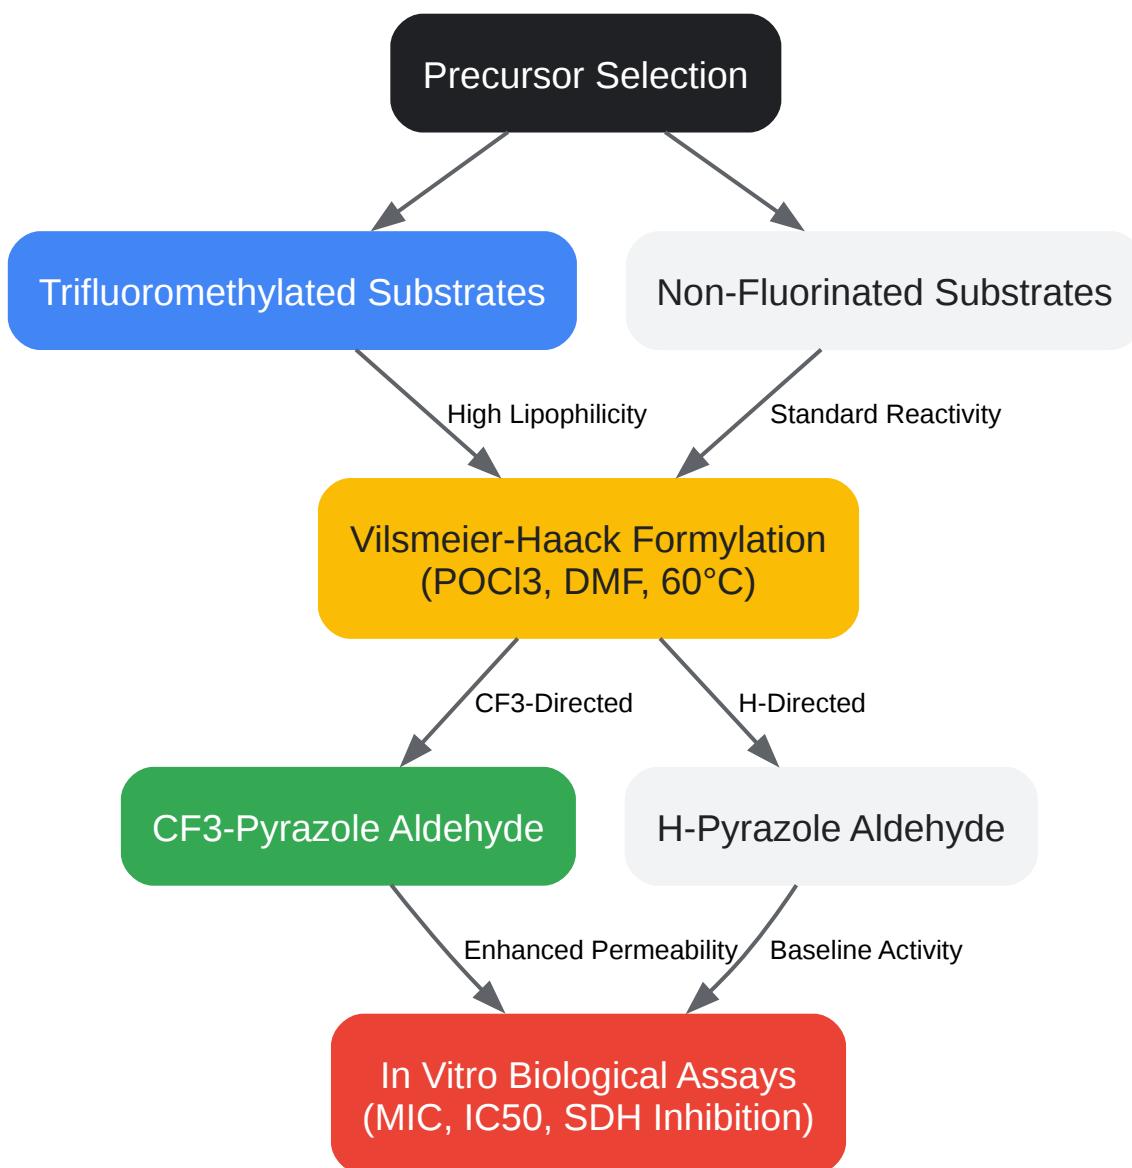 Precursor Selection
Trifluoromethylated Substrates
Non-Fluorinated Substrates
High Lipophilicity
Standard Reactivity
Vilsmeier-Haack Formylation
(POCl3, DMF, 60°C)
CF3-Directed
H-Directed
CF3-Pyrazole Aldehyde
H-Pyrazole Aldehyde
Enhanced Permeability
Baseline Activity
In Vitro Biological Assays
(MIC, IC50, SDH Inhibition)